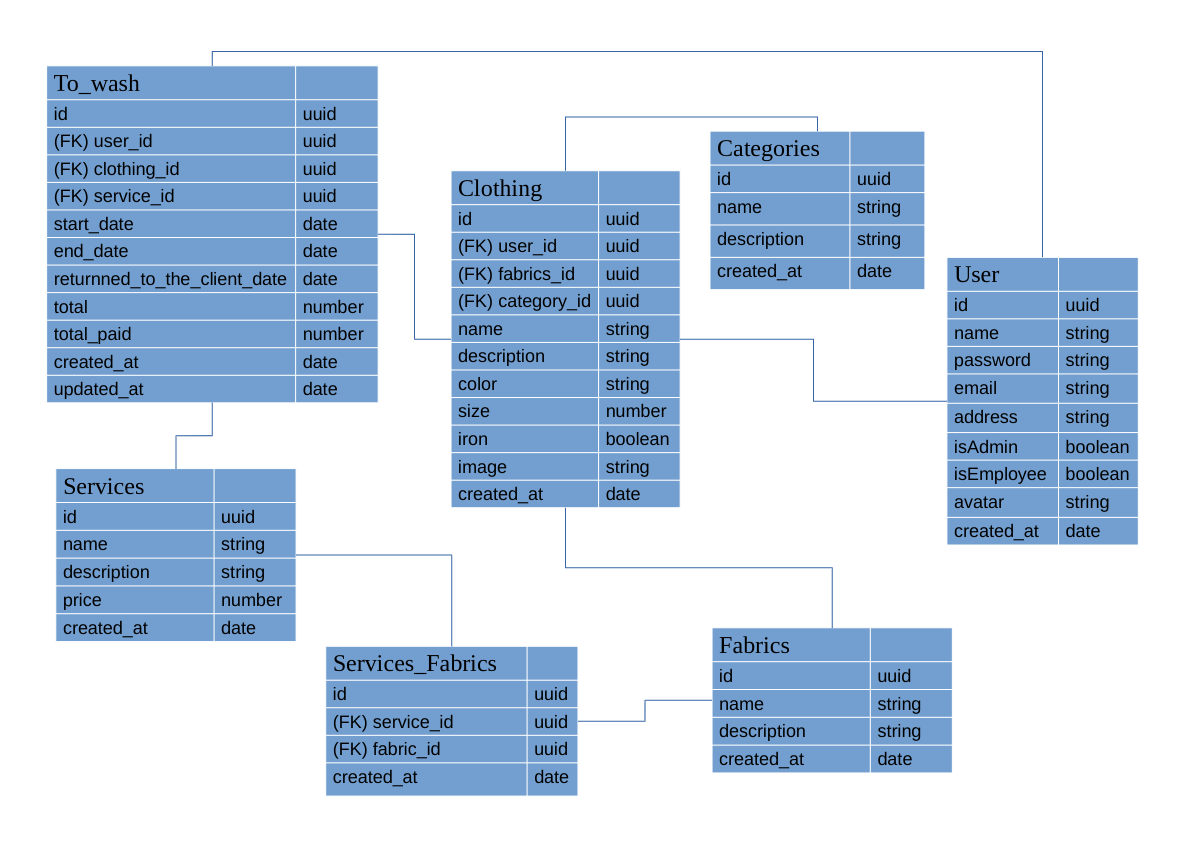 To_wash
id uuid
(FK) user_id uuid
(FK) clothing_id uuid
(FK) service_id uuid
start_date date
end_date date
returnned_to_the_client_date date
total number
total_paid number
created_at date
updated_at date
Clothing
id uuid
(FK) user_id uuid
(FK) fabrics_id uuid
(FK) category_id uuid
name string
description string
color string
size number
iron boolean
image string
created_at date
Categories
id uuid
name string
description string
created_at date
User
id uuid
name string
password string
email string
address string
isAdmin boolean
isEmployee boolean
avatar string
created_at date
Services
id uuid
name string
description string
price number
created_at date
Services_Fabrics
id uuid
(FK) service_id uuid
(FK) fabric_id uuid
created_at date
Fabrics
id uuid
name string
description string
created_at date